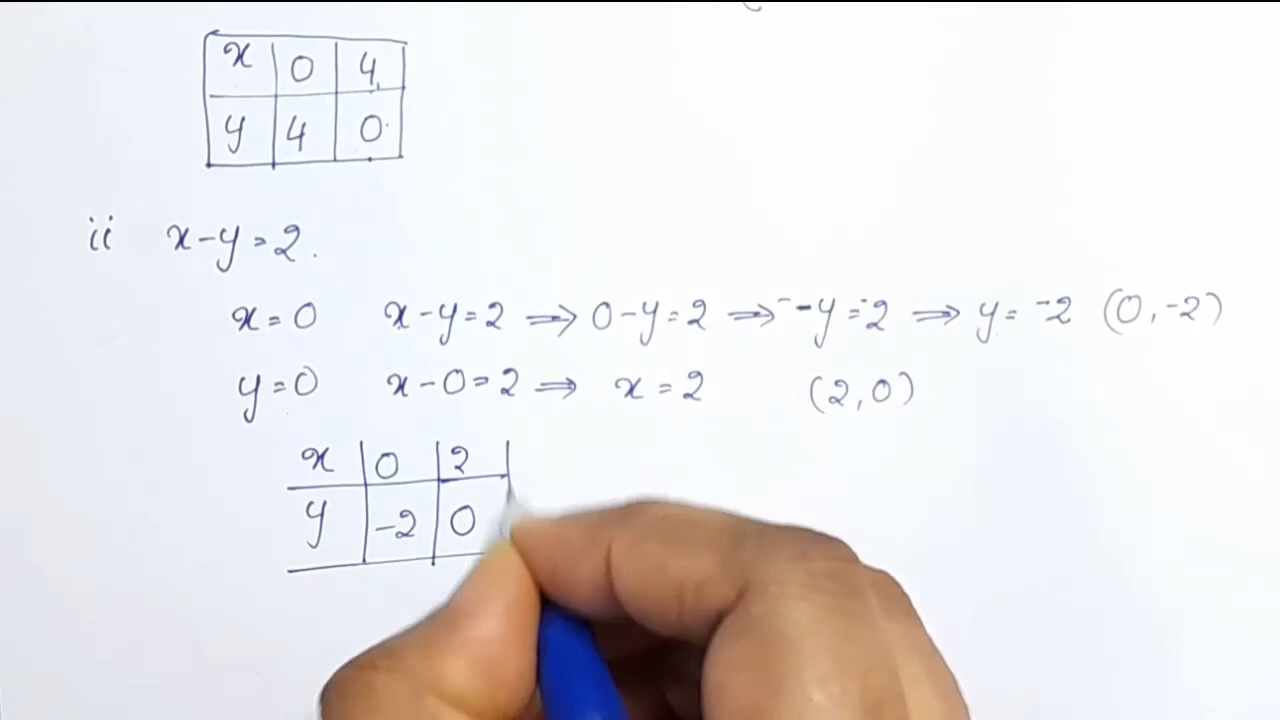 x 0 4
y 4 0
ii x-y=2.
x=0 x-y=2 ⟹ 0-y=2 ⟹ --y=-2 ⟹ y=-2 (0,-2)
y=0 x-0=2 ⟹ x=2 (2,0)
x 0 2
y -2 0